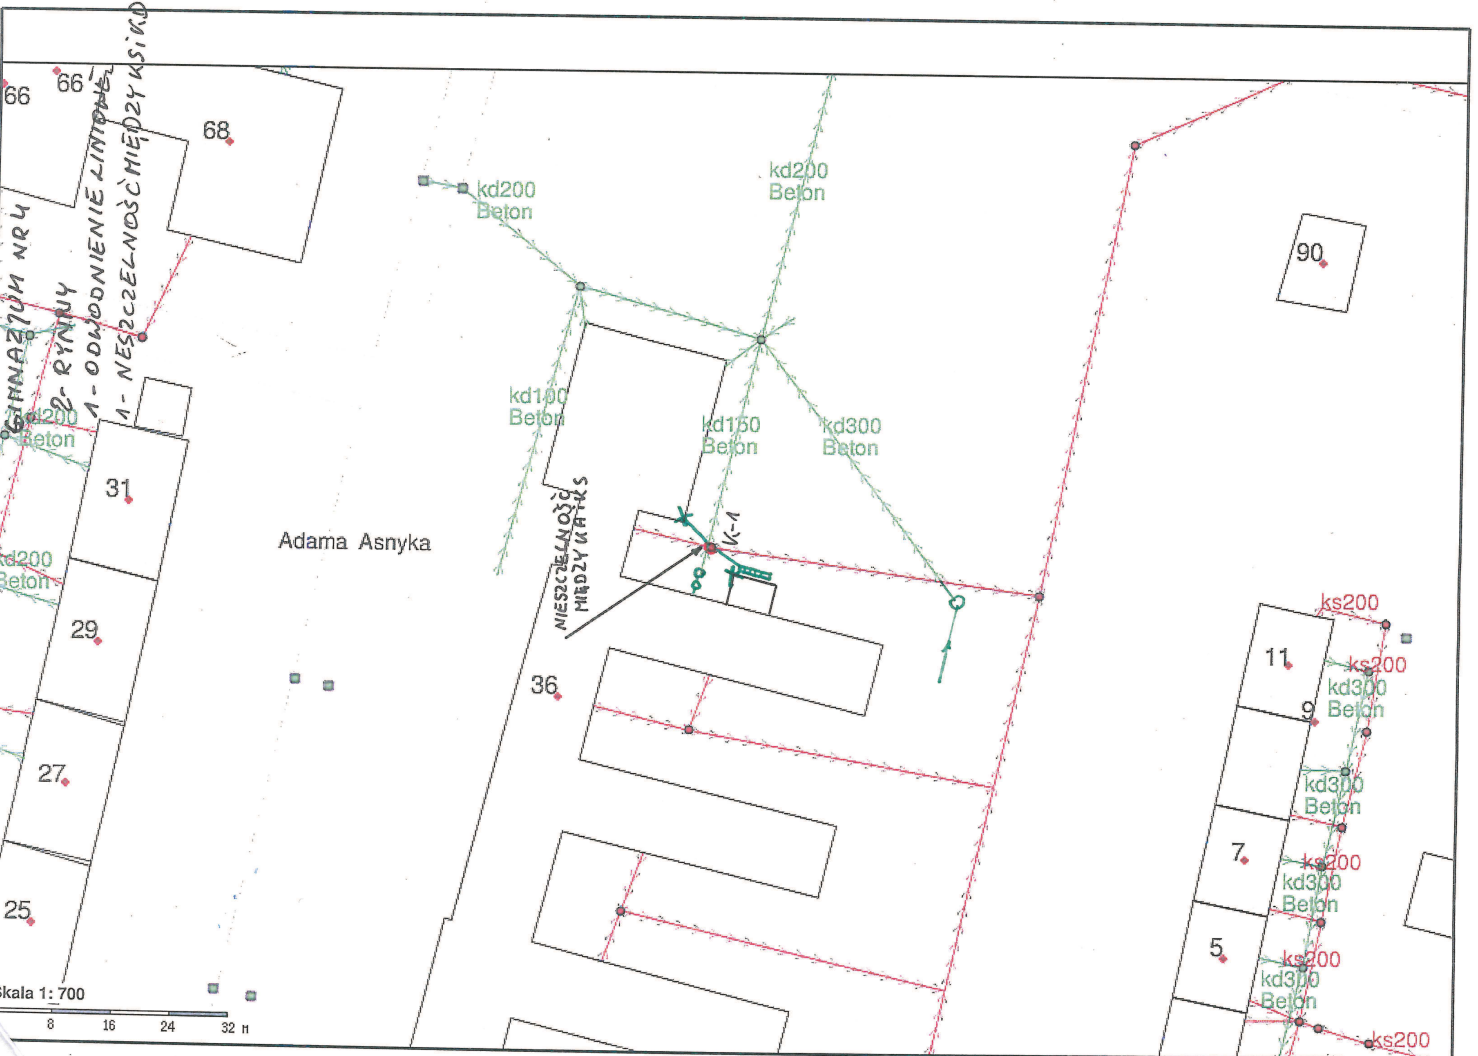 GIMNAZJUM NR 4
2- RYNNY
1- ODWODNIENIE LINIOWE
1- NESZCZELNOŚĆ MIĘDZY KS i KD
66
66
68
kd200
Beton
kd200
Beton
90
kd200
Beton
kd100
Beton
kd150
Beton
kd300
Beton
31
NIESZCZELNOŚĆ
MIĘDZY KD i KS
K-1
Adama Asnyka
kd200
Beton
29
ks200
11
ks200
kd300
Beton
36
9
27
kd300
Beton
7
ks200
kd300
Beton
25
5
ks200
kd300
Beton
Skala 1: 700
8 16 24 32 M
ks200